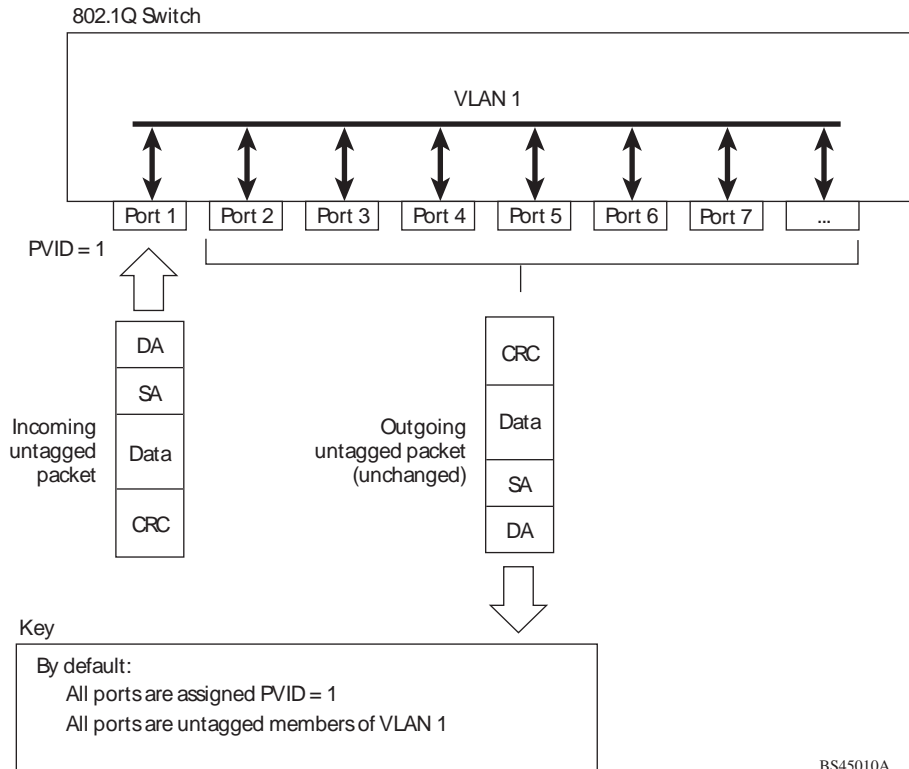 802.1Q Switch
VLAN 1
Port 1
Port 2
Port 3
Port 4
Port 5
Port 6
Port 7
...
PVID = 1
DA
SA
Data
CRC
Incoming
untagged
packet
CRC
Data
SA
DA
Outgoing
untagged packet
(unchanged)
Key
By default:
All ports are assigned PVID = 1
All ports are untagged members of VLAN 1
BS45010A